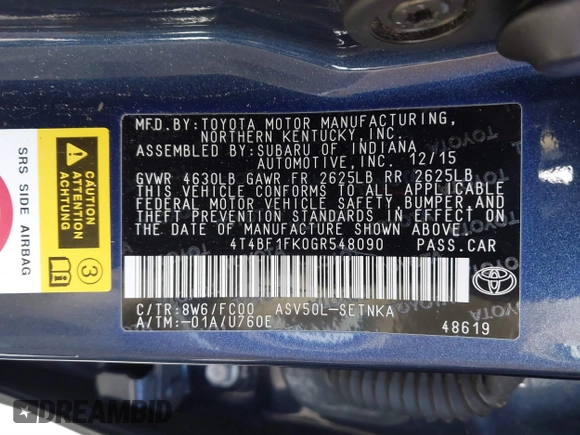 MFD.BY:TOYOTA MOTOR MANUFACTURING,
NORTHERN KENTUCKY,INC.
ASSEMBLED BY:SUBARU OF INDIANA
AUTOMOTIVE,INC. 12/15
GVWR 4630LB GAWR FR 2625LB RR 2625LB
THIS VEHICLE CONFORMS TO ALL APPLICABLE
FEDERAL MOTOR VEHICLE SAFETY,BUMPER,AND
THEFT PREVENTION STANDARDS IN EFFECT ON
THE DATE OF MANUFACTURE SHOWN ABOVE.
4T4BF1FK0GR548090 PASS.CAR
C/TR:8W6/FC00 ASV50L-SETNKA
A/TM:-01A/U760E
48619
TOYOTA
SRS SIDE AIRBAG
CAUTION
3
DREAMBID